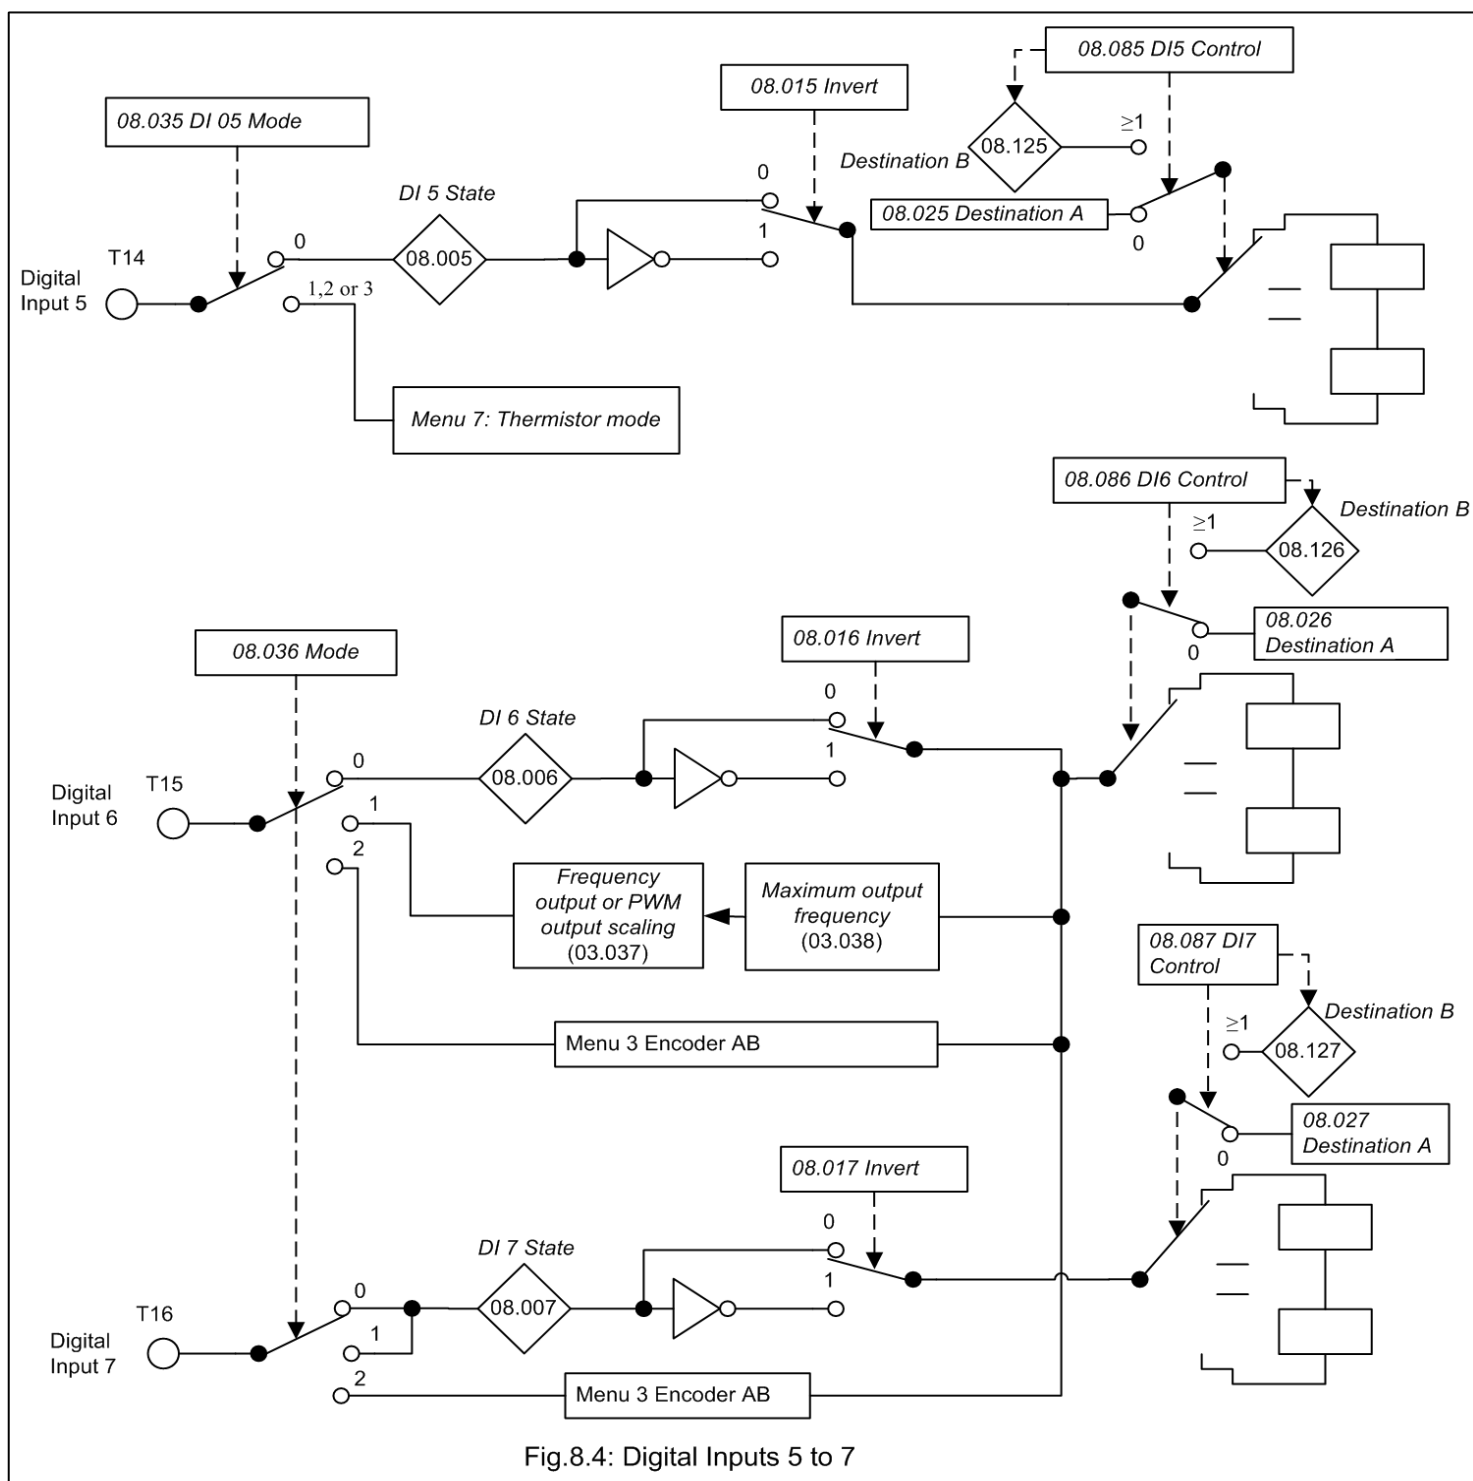 08.085 DI5 Control
08.015 Invert
08.035 DI 05 Mode
≥1
08.125
Destination B
0
DI 5 State
08.025 Destination A
1
0
0
T14
08.005
Digital
Input 5
1,2 or 3
Menu 7: Thermistor mode
08.086 DI6 Control
Destination B
≥1
08.126
08.016 Invert
08.026
Destination A
08.036 Mode
0
0
DI 6 State
1
0
T15
08.006
Digital
Input 6
1
2
Frequency
output or PWM
output scaling
(03.037)
Maximum output
frequency
(03.038)
08.087 DI7
Control
Destination B
≥1
Menu 3 Encoder AB
08.127
08.027
Destination A
08.017 Invert
0
0
DI 7 State
1
0
T16
08.007
Digital
Input 7
1
2
Menu 3 Encoder AB
Fig.8.4: Digital Inputs 5 to 7